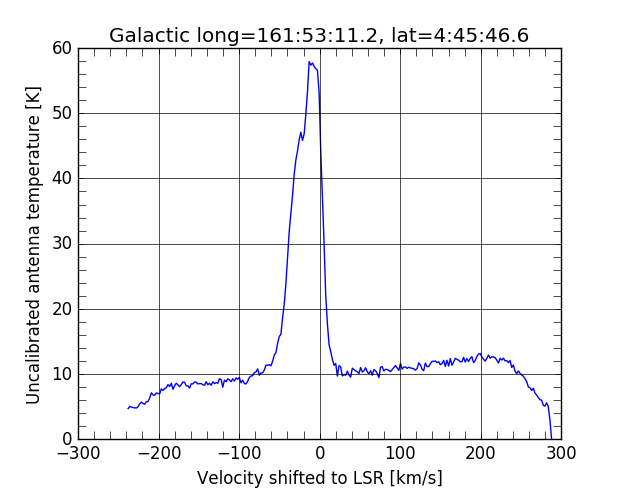 Galactic long=161:53:11.2, lat=4:45:46.6
60
50
40
30
20
10
0
Uncalibrated antenna temperature [K]
−300 −200 −100 0 100 200 300
Velocity shifted to LSR [km/s]